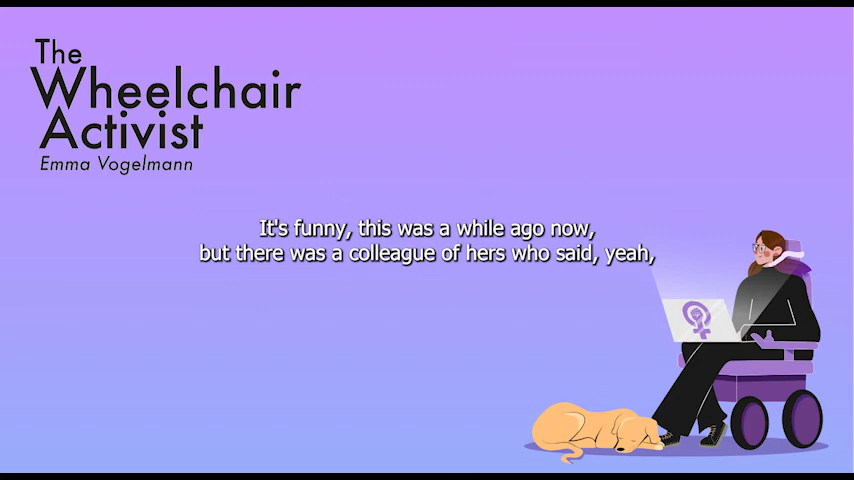 The
Wheelchair
Activist
Emma Vogelmann
It's funny, this was a while ago now,
but there was a colleague of hers who said, yeah,